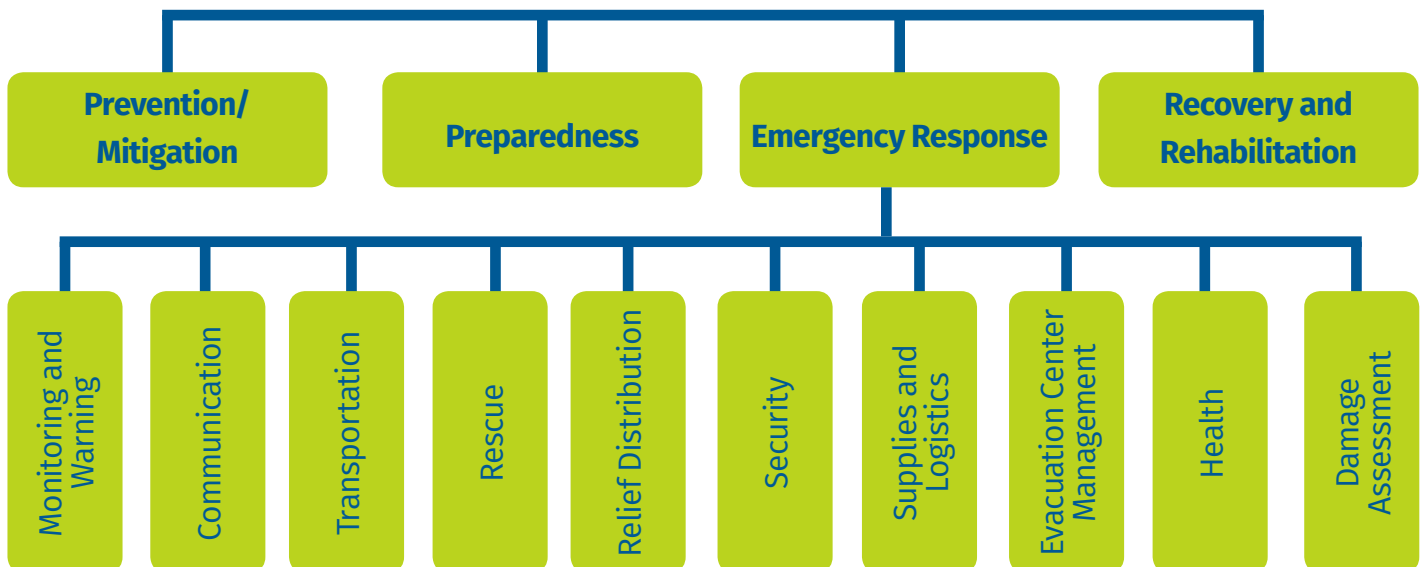 Prevention/
Mitigation
Preparedness
Emergency Response
Recovery and
Rehabilitation
Monitoring and
Warning
Communication
Transportation
Rescue
Relief Distribution
Security
Supplies and
Logistics
Evacuation Center
Management
Health
Damage
Assessment